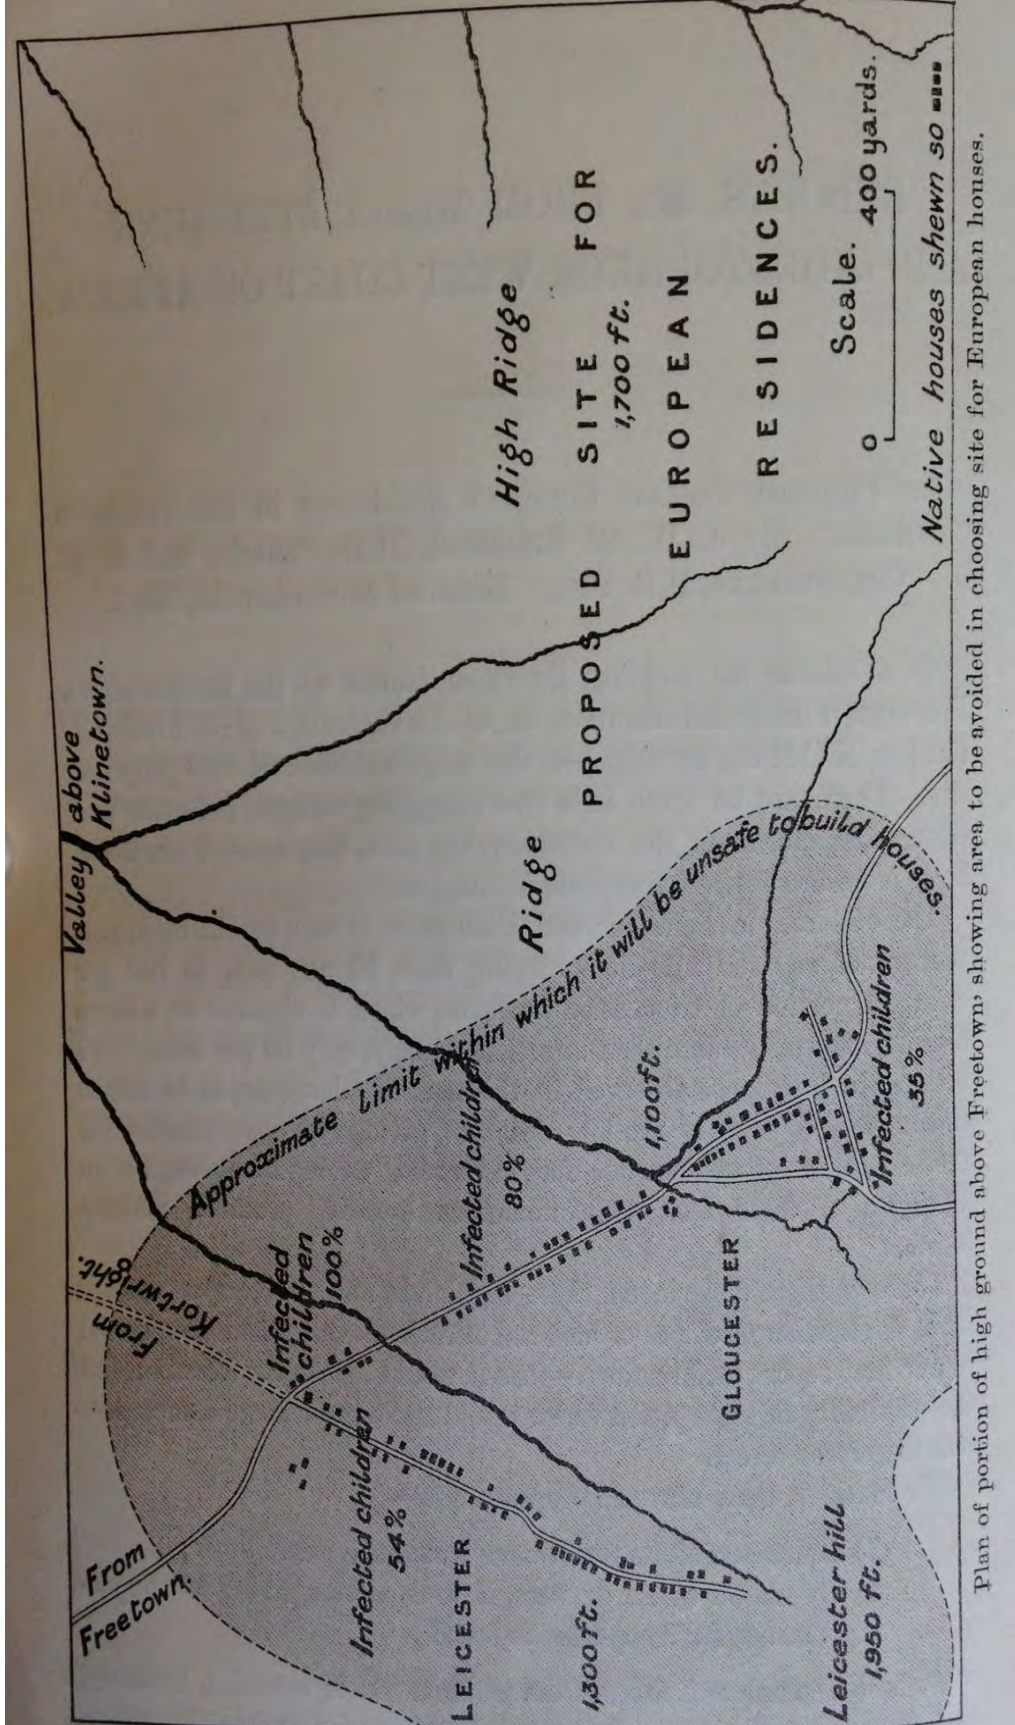 Valley above
Klinetown.
High Ridge
Ridge
PROPOSED SITE FOR
1,700 ft.
EUROPEAN
RESIDENCES.
From
Kortwright.
From
Freetown.
Approximate limit within which it will be unsafe to build houses.
Infected
children
100%
Infected children
80%
Infected children
54%
Infected children
35%
1,100 ft.
LEICESTER
1,300 ft.
GLOUCESTER
Leicester hill
1,950 ft.
Scale.
0 400 yards.
Native houses shewn so
Plan of portion of high ground above Freetown, showing area to be avoided in choosing site for European houses.